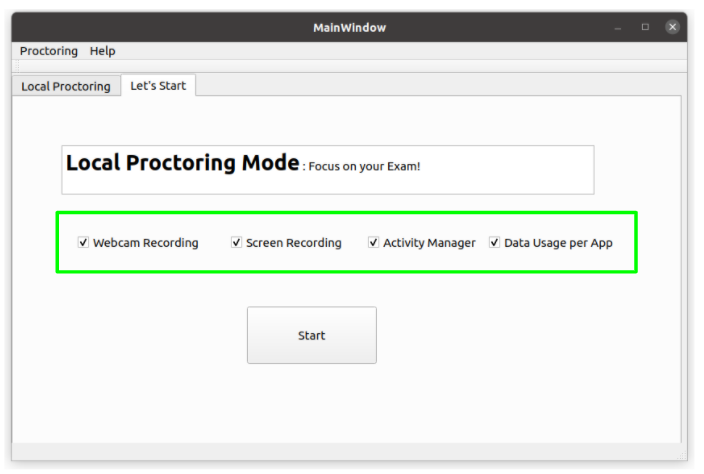 MainWindow
Proctoring Help
Local Proctoring Let's Start
Local Proctoring Mode : Focus on your Exam!
Webcam Recording Screen Recording Activity Manager Data Usage per App
Start